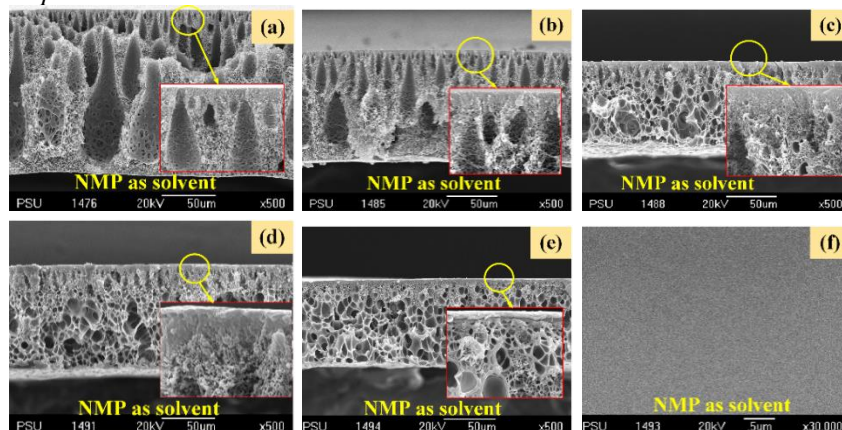 (a)
NMP as solvent
PSU 1476 20kV 50um x500
(b)
NMP as solvent
PSU 1485 20kV 50um x500
(c)
NMP as solvent
PSU 1488 20kV 50um x500
(d)
NMP as solvent
PSU 1491 20kV 50um x500
(e)
NMP as solvent
PSU 1494 20kV 50um x500
(f)
NMP as solvent
PSU 1493 20kV 5um x30,000